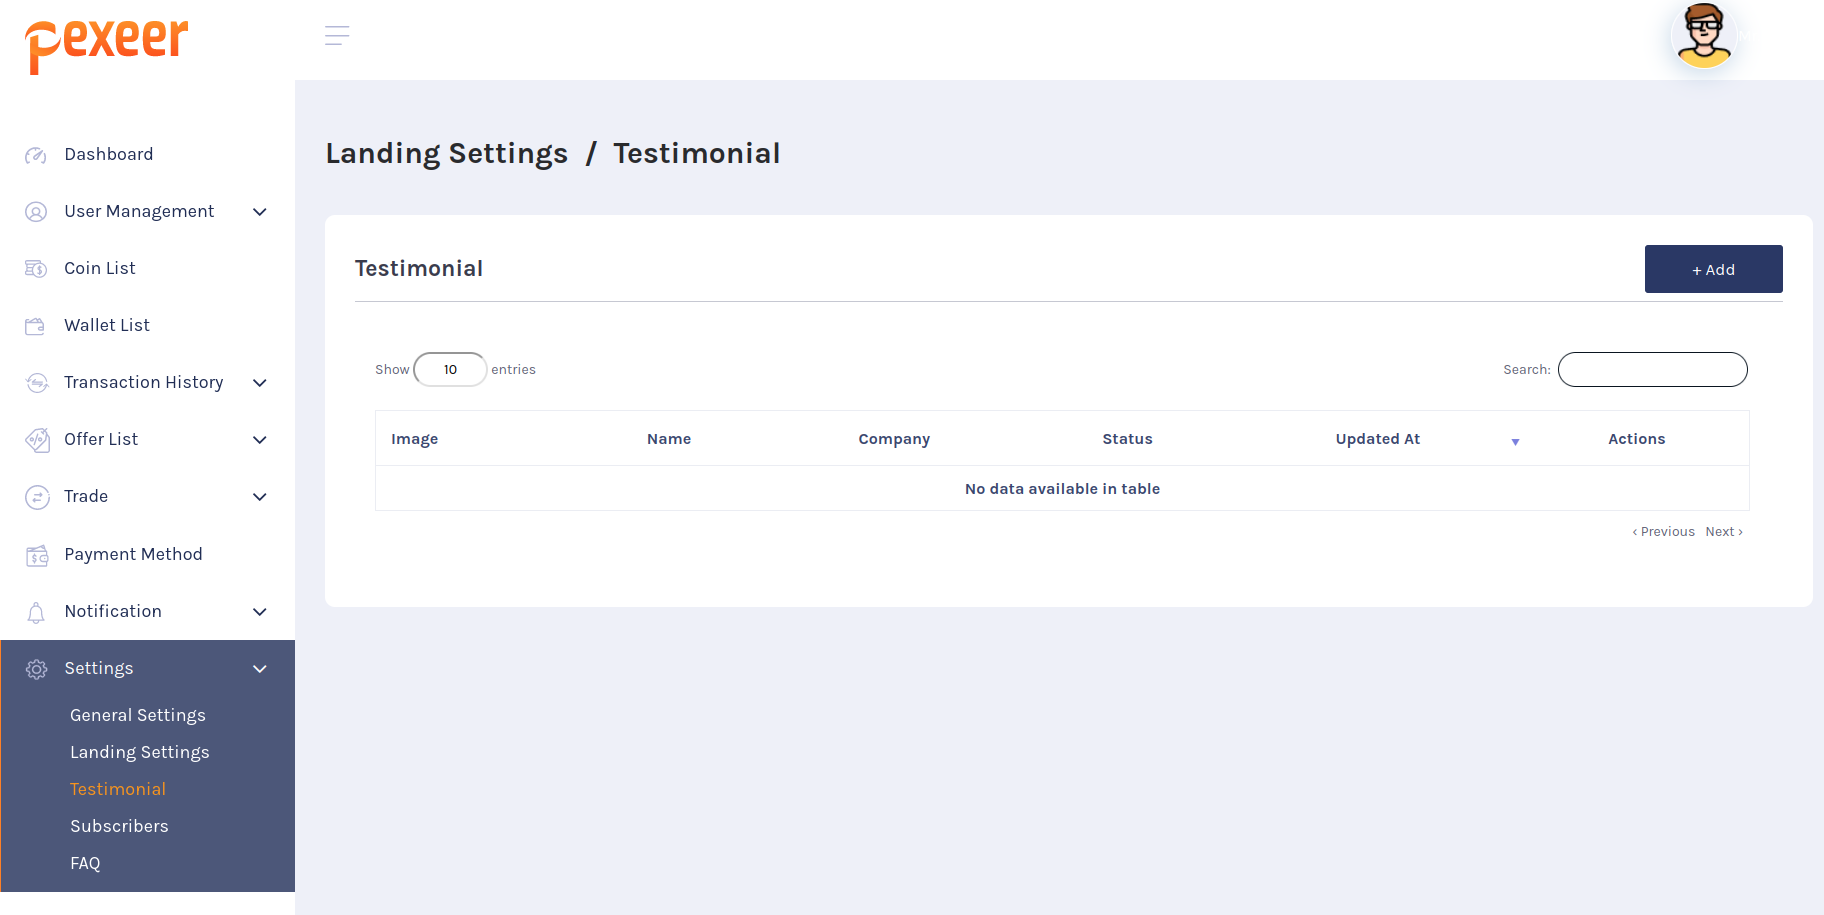 pexeer
Dashboard
User Management
Coin List
Wallet List
Transaction History
Offer List
Trade
Payment Method
Notification
Settings
General Settings
Landing Settings
Testimonial
Subscribers
FAQ
Landing Settings / Testimonial
Testimonial
+ Add
Show 10 entries
Search:
Image Name Company Status Updated At Actions
No data available in table
‹ Previous Next ›